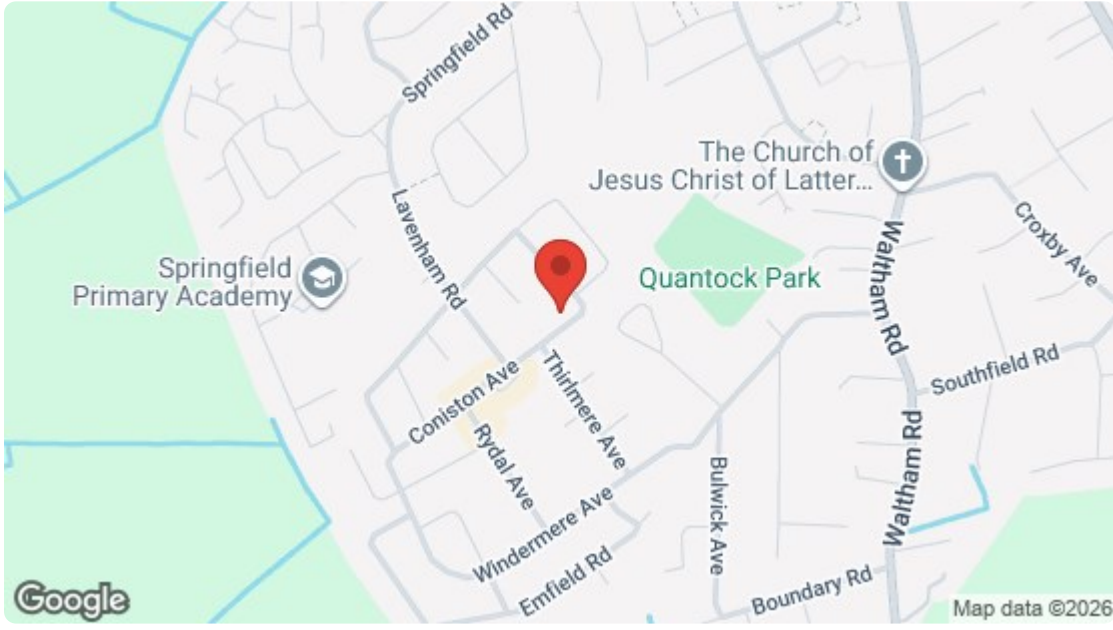 Springfield Rd
The Church of
Jesus Christ of Latter...
Lavenham Rd
Croxby Ave
Springfield
Primary Academy
Quantock Park
Waltham Rd
Southfield Rd
Coniston Ave
Thirlmere Ave
Rydal Ave
Waltham Rd
Bulwick Ave
Windermere Ave
Emfield Rd
Boundary Rd
Google
Map data ©2026